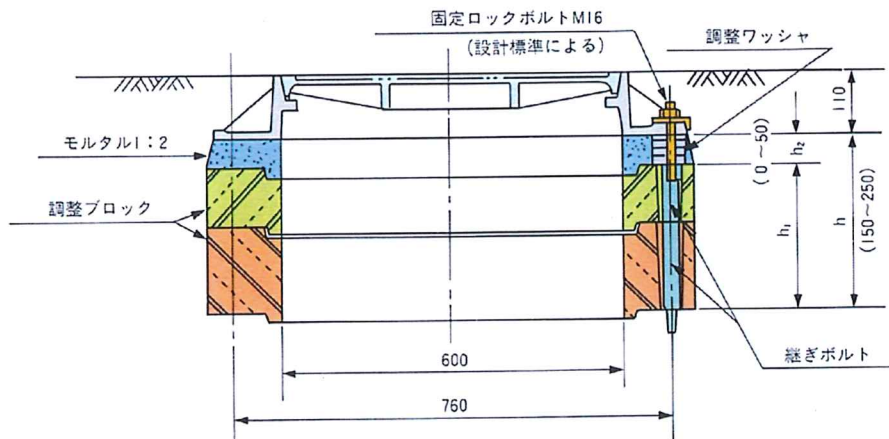 固定ロックボルトM16
(設計標準による)
調整ワッシャ
110
モルタル1:2
h₂
(0~50)
調整ブロック
h₁
h
(150~250)
600
継ぎボルト
760